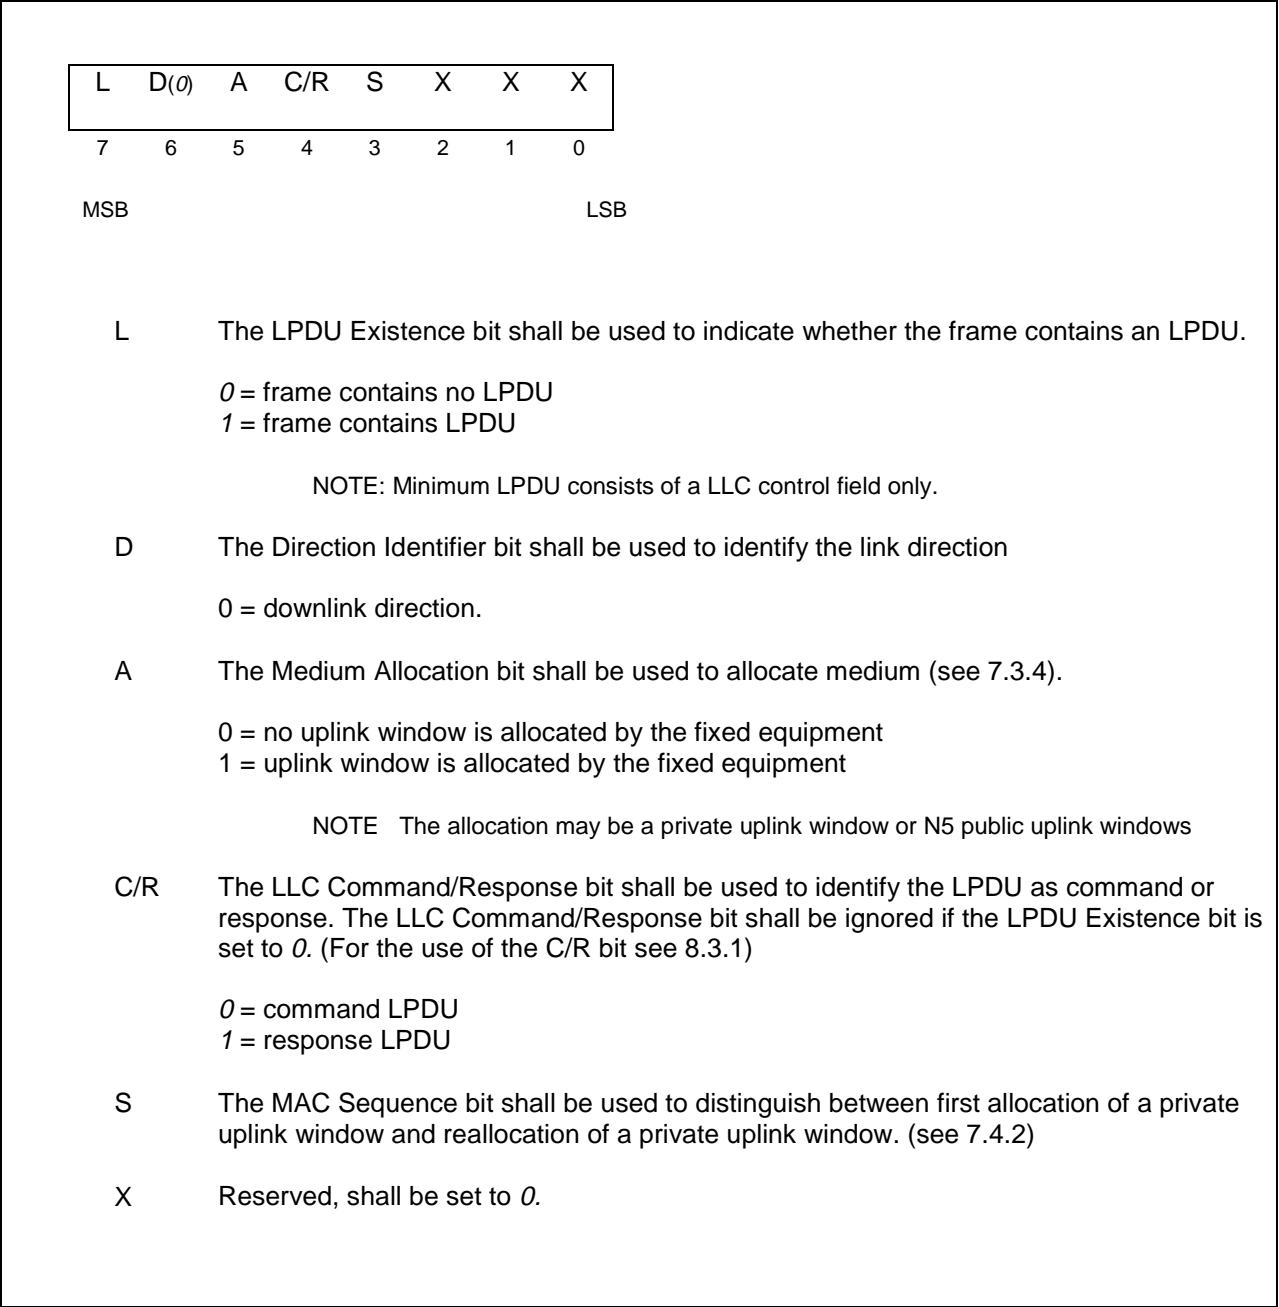 L D(0) A C/R S X X X
7 6 5 4 3 2 1 0
MSB LSB
L The LPDU Existence bit shall be used to indicate whether the frame contains an LPDU.
0 = frame contains no LPDU
1 = frame contains LPDU
NOTE: Minimum LPDU consists of a LLC control field only.
D The Direction Identifier bit shall be used to identify the link direction
0 = downlink direction.
A The Medium Allocation bit shall be used to allocate medium (see 7.3.4).
0 = no uplink window is allocated by the fixed equipment
1 = uplink window is allocated by the fixed equipment
NOTE The allocation may be a private uplink window or N5 public uplink windows
C/R The LLC Command/Response bit shall be used to identify the LPDU as command or
response. The LLC Command/Response bit shall be ignored if the LPDU Existence bit is
set to 0. (For the use of the C/R bit see 8.3.1)
0 = command LPDU
1 = response LPDU
S The MAC Sequence bit shall be used to distinguish between first allocation of a private
uplink window and reallocation of a private uplink window. (see 7.4.2)
X Reserved, shall be set to 0.